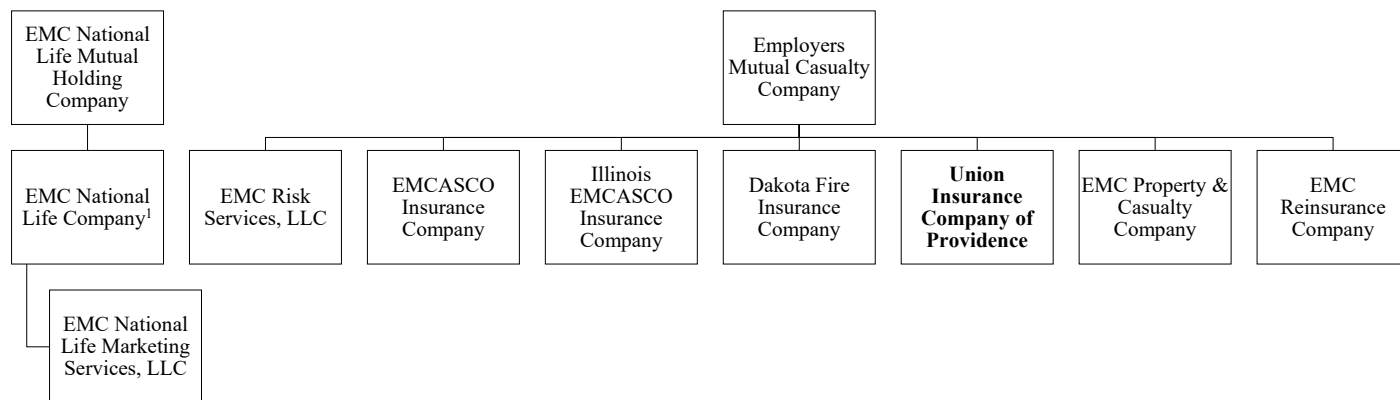 EMC National
Life Mutual
Holding
Company
Employers
Mutual Casualty
Company
EMC National
Life Company¹
EMC Risk
Services, LLC
EMCASCO
Insurance
Company
Illinois
EMCASCO
Insurance
Company
Dakota Fire
Insurance
Company
Union
Insurance
Company of
Providence
EMC Property &
Casualty
Company
EMC
Reinsurance
Company
EMC National
Life Marketing
Services, LLC